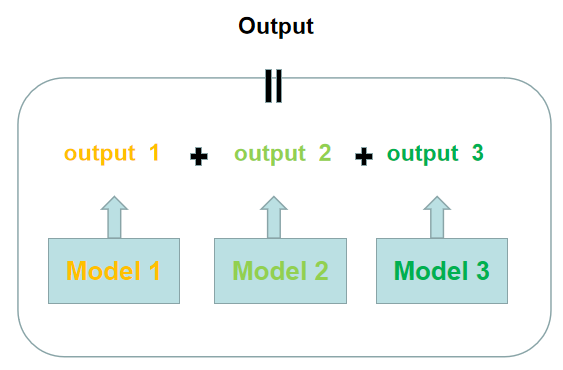 Output
output 1 + output 2 + output 3
Model 1 Model 2 Model 3